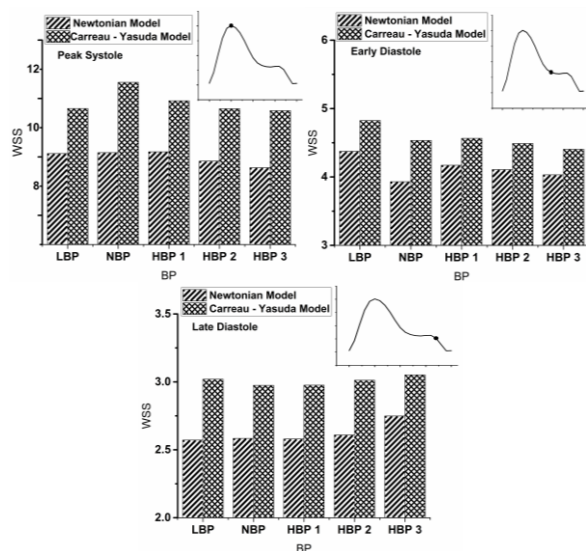 Newtonian Model
Carreau - Yasuda Model
Peak Systole
WSS
12
10
8
LBP
NBP
HBP 1
HBP 2
HBP 3
BP
Newtonian Model
Carreau - Yasuda Model
Early Diastole
WSS
6
5
4
3
LBP
NBP
HBP 1
HBP 2
HBP 3
BP
Newtonian Model
Carreau - Yasuda Model
Late Diastole
WSS
3.5
3.0
2.5
2.0
LBP
NBP
HBP 1
HBP 2
HBP 3
BP